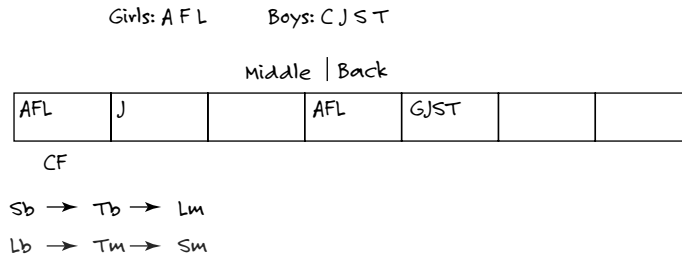 Girls: A F L Boys: C J S T
Middle | Back
AFL J AFL GJST
CF
Sb → Tb → Lm
Lb → Tm → Sm